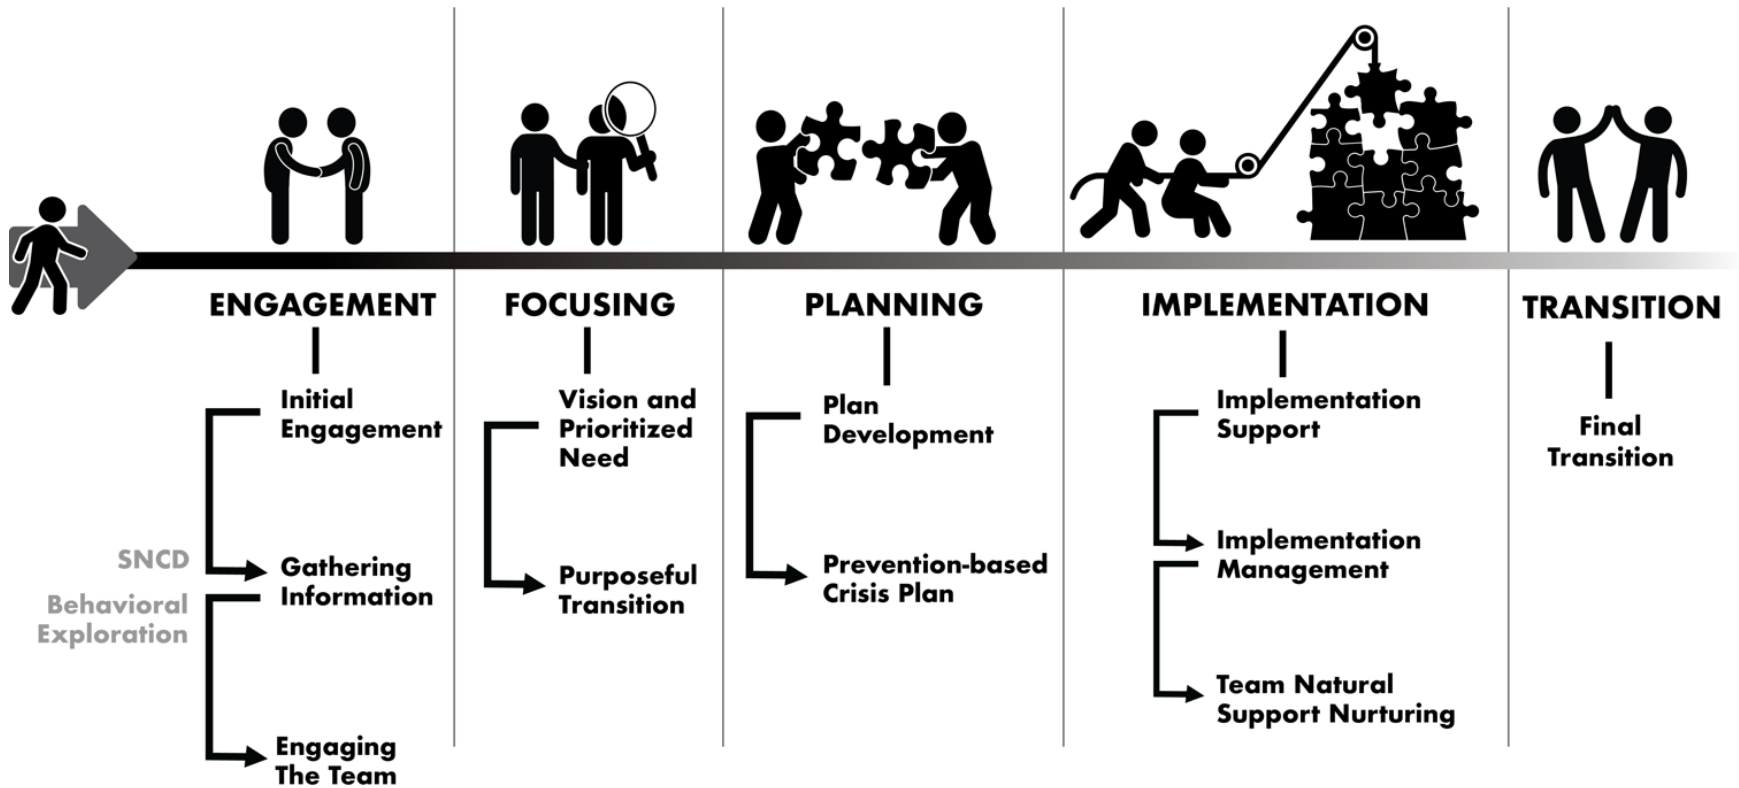 ENGAGEMENT
Initial
Engagement
SNCD
Behavioral
Exploration
Gathering
Information
Engaging
The Team
FOCUSING
Vision and
Prioritized
Need
Purposeful
Transition
PLANNING
Plan
Development
Prevention-based
Crisis Plan
IMPLEMENTATION
Implementation
Support
Implementation
Management
Team Natural
Support Nurturing
TRANSITION
Final
Transition